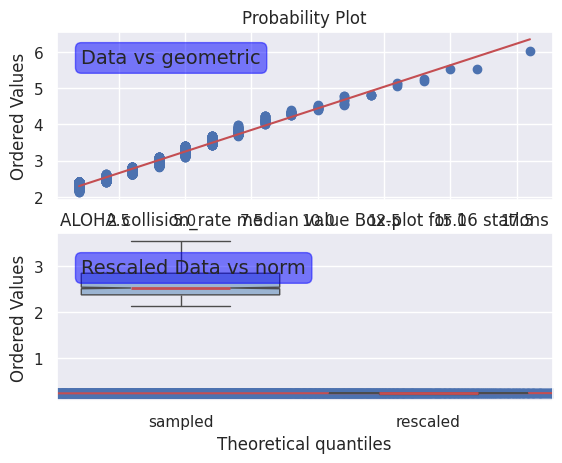 Probability Plot
Ordered Values
6
5
4
3
2
Data vs geometric
2.5 5.0 7.5 10.0 12.5 15.0 17.5
ALOHA collision_rate median value Box-plot for 16 stations
Ordered Values
3
2
1
Rescaled Data vs norm
sampled rescaled
Theoretical quantiles